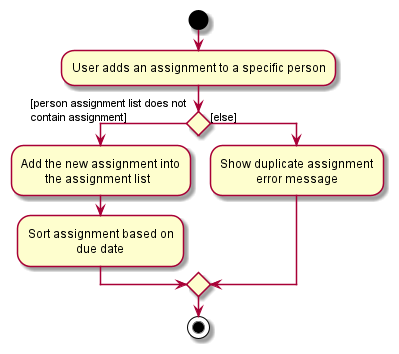 User adds an assignment to a specific person
[person assignment list does not
contain assignment]
[else]
Add the new assignment into
the assignment list
Show duplicate assignment
error message
Sort assignment based on
due date